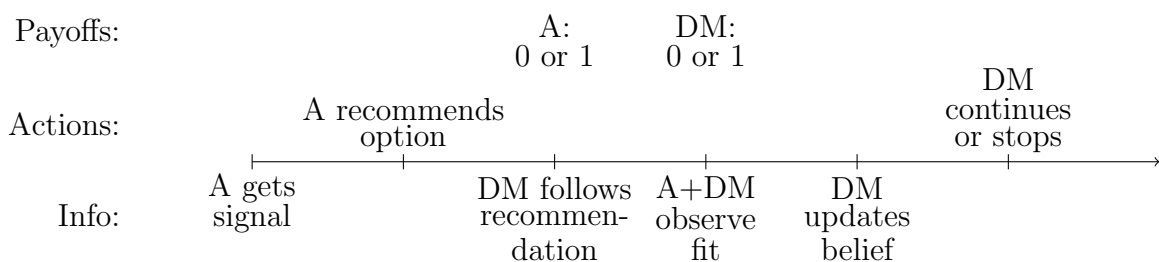 Payoffs:
A:
0 or 1
DM:
0 or 1
Actions:
A recommends
option
DM
continues
or stops
Info:
A gets
signal
DM follows
recommen-
dation
A+DM
observe
fit
DM
updates
belief